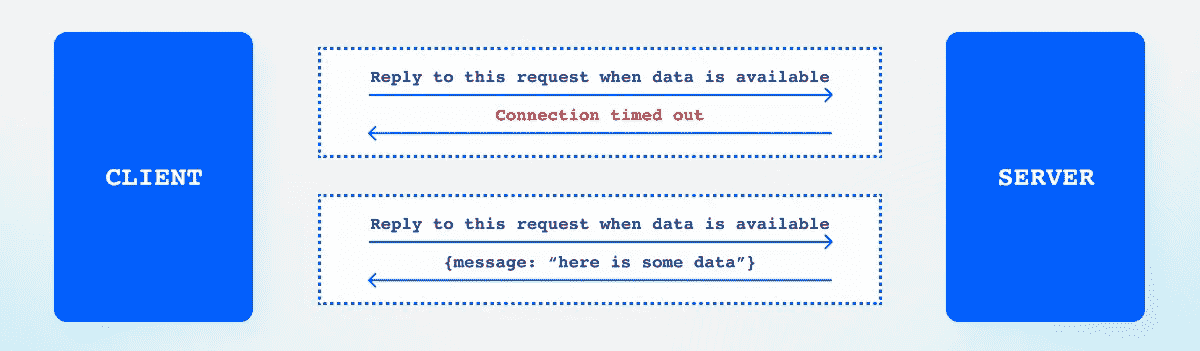 CLIENT
Reply to this request when data is available
Connection timed out
Reply to this request when data is available
{message: “here is some data”}
SERVER